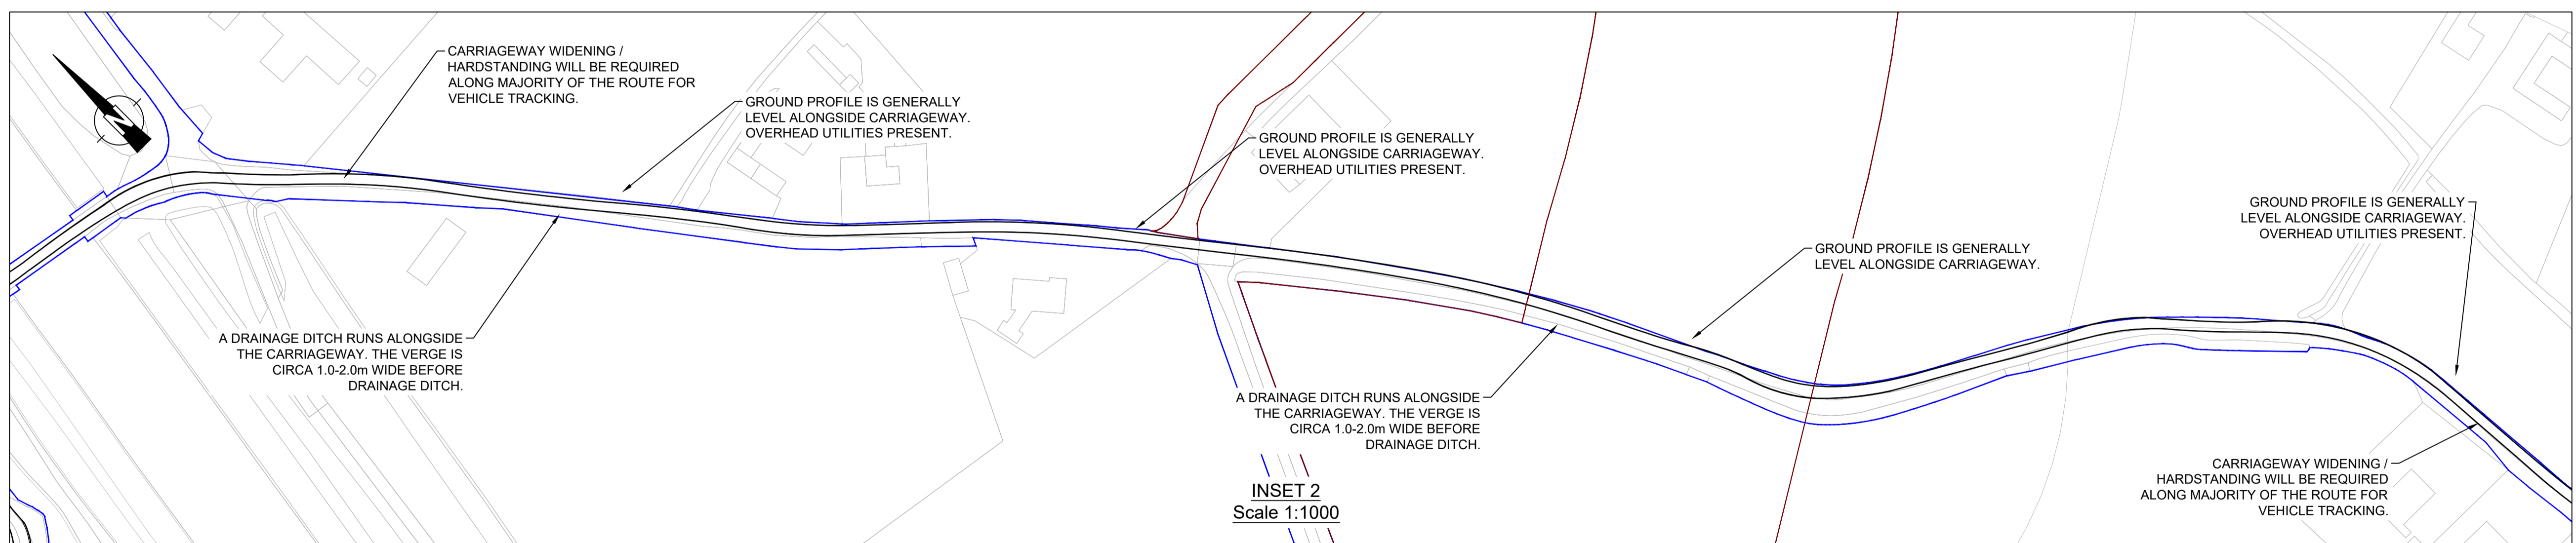 N
CARRIAGEWAY WIDENING /
HARDSTANDING WILL BE REQUIRED
ALONG MAJORITY OF THE ROUTE FOR
VEHICLE TRACKING.
GROUND PROFILE IS GENERALLY
LEVEL ALONGSIDE CARRIAGEWAY.
OVERHEAD UTILITIES PRESENT.
GROUND PROFILE IS GENERALLY
LEVEL ALONGSIDE CARRIAGEWAY.
OVERHEAD UTILITIES PRESENT.
GROUND PROFILE IS GENERALLY
LEVEL ALONGSIDE CARRIAGEWAY.
GROUND PROFILE IS GENERALLY
LEVEL ALONGSIDE CARRIAGEWAY.
OVERHEAD UTILITIES PRESENT.
A DRAINAGE DITCH RUNS ALONGSIDE
THE CARRIAGEWAY. THE VERGE IS
CIRCA 1.0-2.0m WIDE BEFORE
DRAINAGE DITCH.
A DRAINAGE DITCH RUNS ALONGSIDE
THE CARRIAGEWAY. THE VERGE IS
CIRCA 1.0-2.0m WIDE BEFORE
DRAINAGE DITCH.
CARRIAGEWAY WIDENING /
HARDSTANDING WILL BE REQUIRED
ALONG MAJORITY OF THE ROUTE FOR
VEHICLE TRACKING.
INSET 2
Scale 1:1000